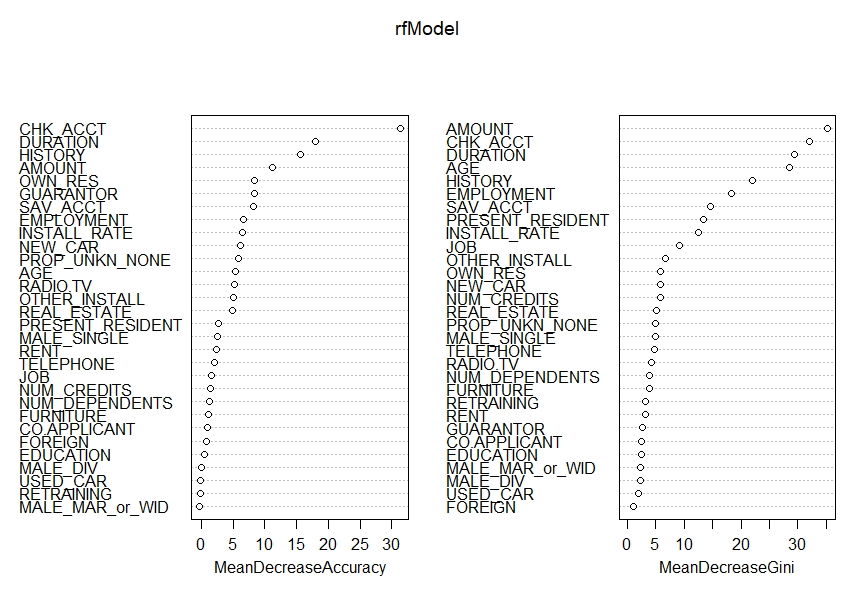 rfModel
CHK_ACCT
DURATION
HISTORY
AMOUNT
OWN_RES
GUARANTOR
SAV_ACCT
EMPLOYMENT
INSTALL_RATE
NEW_CAR
PROP_UNKN_NONE
AGE
RADIO.TV
OTHER_INSTALL
REAL_ESTATE
PRESENT_RESIDENT
MALE_SINGLE
RENT
TELEPHONE
JOB
NUM_CREDITS
NUM_DEPENDENTS
FURNITURE
CO.APPLICANT
FOREIGN
EDUCATION
MALE_DIV
USED_CAR
RETRAINING
MALE_MAR_or_WID
0 5 10 15 20 25 30
MeanDecreaseAccuracy
AMOUNT
CHK_ACCT
DURATION
AGE
HISTORY
EMPLOYMENT
SAV_ACCT
PRESENT_RESIDENT
INSTALL_RATE
JOB
OTHER_INSTALL
OWN_RES
NEW_CAR
NUM_CREDITS
REAL_ESTATE
PROP_UNKN_NONE
MALE_SINGLE
TELEPHONE
RADIO.TV
NUM_DEPENDENTS
FURNITURE
RETRAINING
RENT
GUARANTOR
CO.APPLICANT
EDUCATION
MALE_MAR_or_WID
MALE_DIV
USED_CAR
FOREIGN
0 5 10 20 30
MeanDecreaseGini